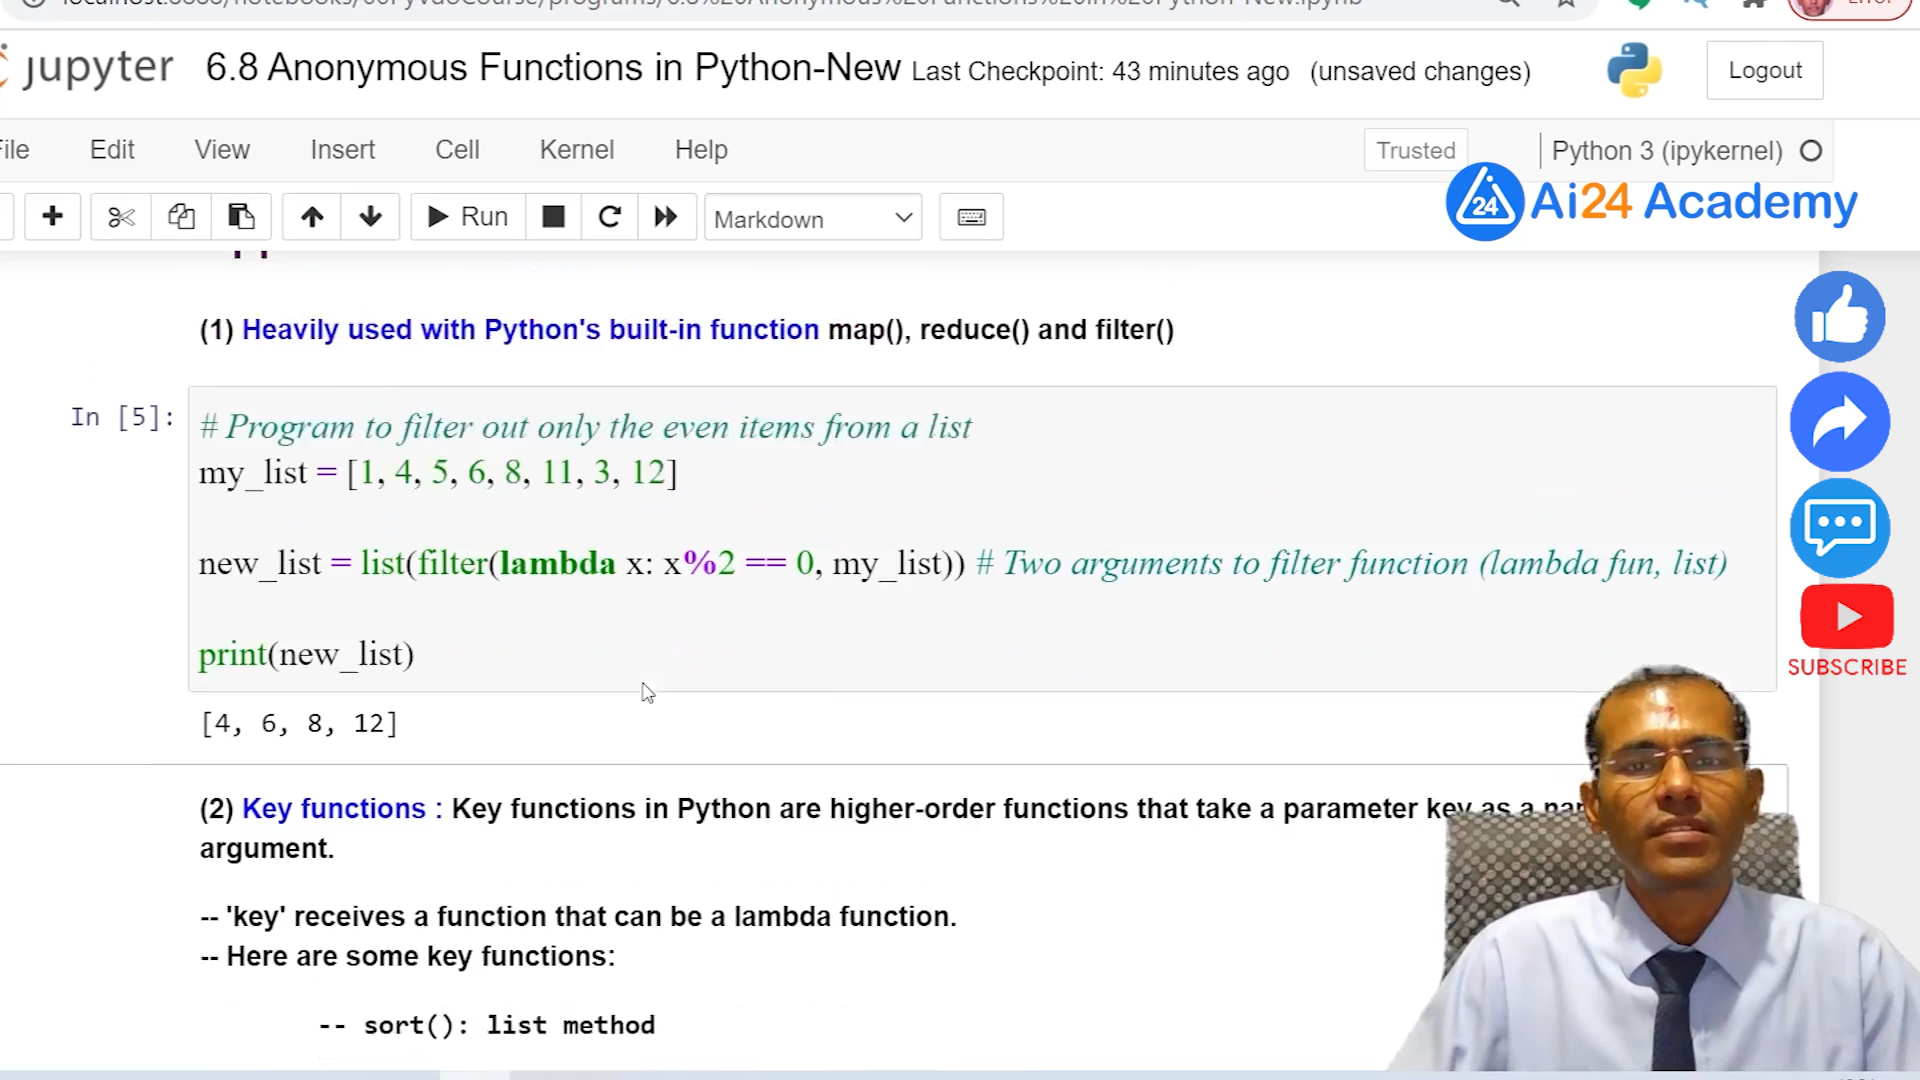 jupyter 6.8 Anonymous Functions in Python-New Last Checkpoint: 43 minutes ago (unsaved changes) Logout
File Edit View Insert Cell Kernel Help Trusted Python 3 (ipykernel)
Run Markdown
24 Ai24 Academy
(1) Heavily used with Python's built-in function map(), reduce() and filter()
In [5]:
# Program to filter out only the even items from a list
my_list = [1, 4, 5, 6, 8, 11, 3, 12]
new_list = list(filter(lambda x: x%2 == 0, my_list)) # Two arguments to filter function (lambda fun, list)
print(new_list)
SUBSCRIBE
[4, 6, 8, 12]
(2) Key functions : Key functions in Python are higher-order functions that take a parameter key as a
argument.
-- 'key' receives a function that can be a lambda function.
-- Here are some key functions:
-- sort(): list method